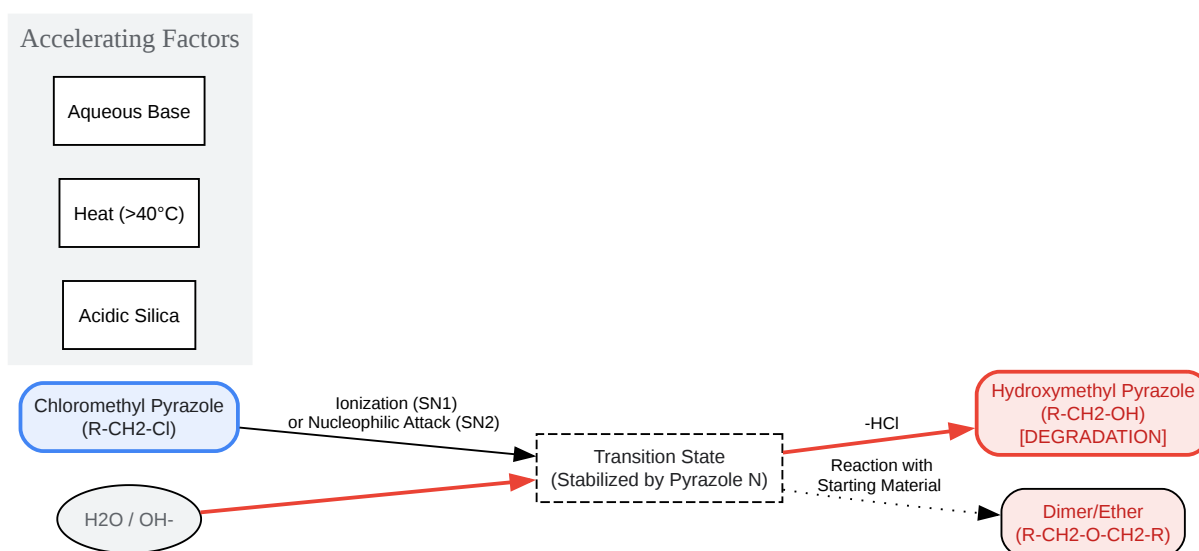 Accelerating Factors
Aqueous Base
Heat (>40°C)
Acidic Silica
Chloromethyl Pyrazole
(R-CH2-Cl)
Ionization (SN1)
or Nucleophilic Attack (SN2)
H2O / OH-
Transition State
(Stabilized by Pyrazole N)
-HCl
Reaction with
Starting Material
Hydroxymethyl Pyrazole
(R-CH2-OH)
[DEGRADATION]
Dimer/Ether
(R-CH2-O-CH2-R)